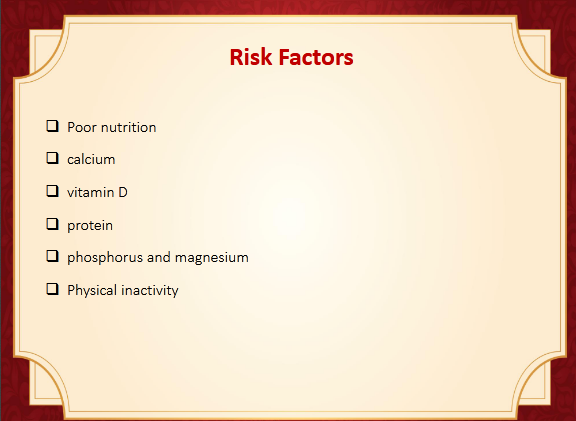 Risk Factors
❑ Poor nutrition
❑ calcium
❑ vitamin D
❑ protein
❑ phosphorus and magnesium
❑ Physical inactivity